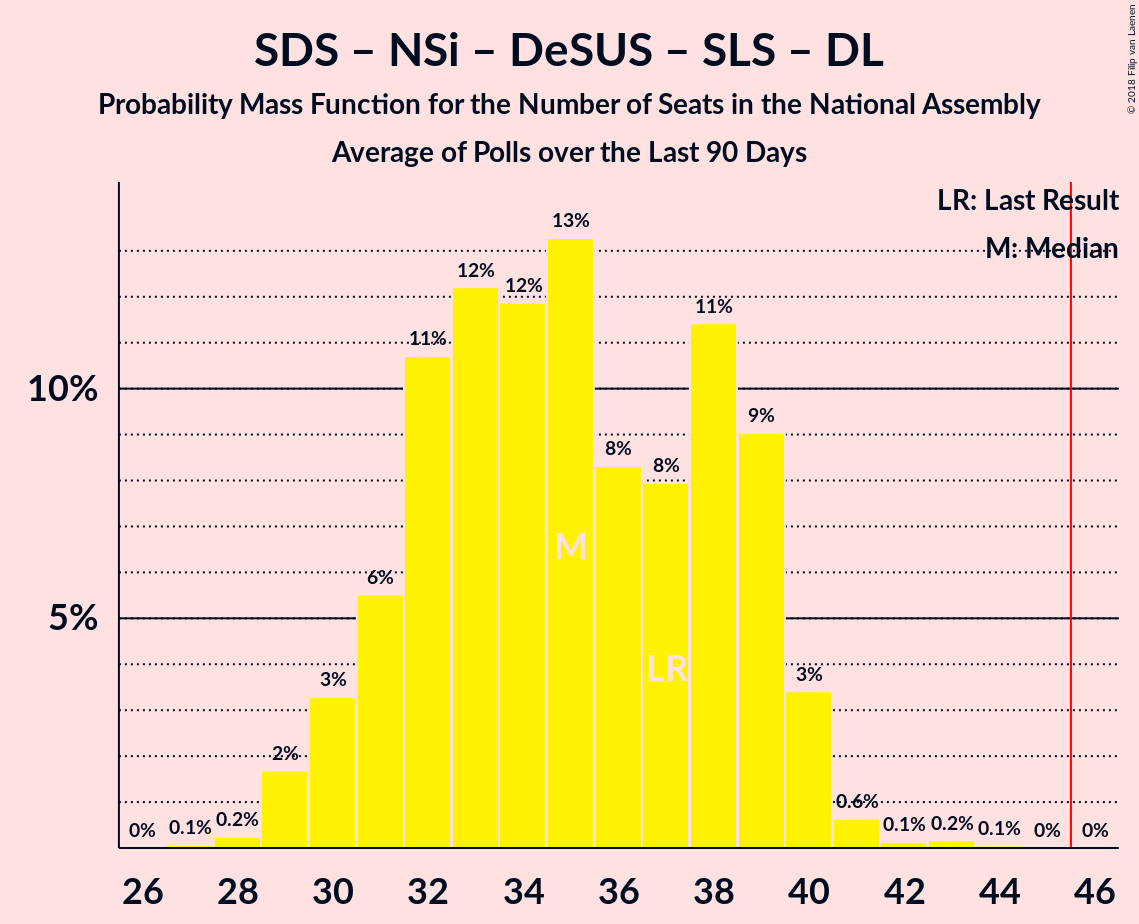 SDS – NSi – DeSUS – SLS – DL
Probability Mass Function for the Number of Seats in the National Assembly
Average of Polls over the Last 90 Days
© 2018 Filip van Laenen
LR: Last Result
M: Median
10%
5%
0%
0.1%
0.2%
2%
3%
6%
11%
12%
12%
13%
8%
8%
11%
9%
3%
0.6%
0.1%
0.2%
0.1%
0%
0%
M
LR
26 28 30 32 34 36 38 40 42 44 46